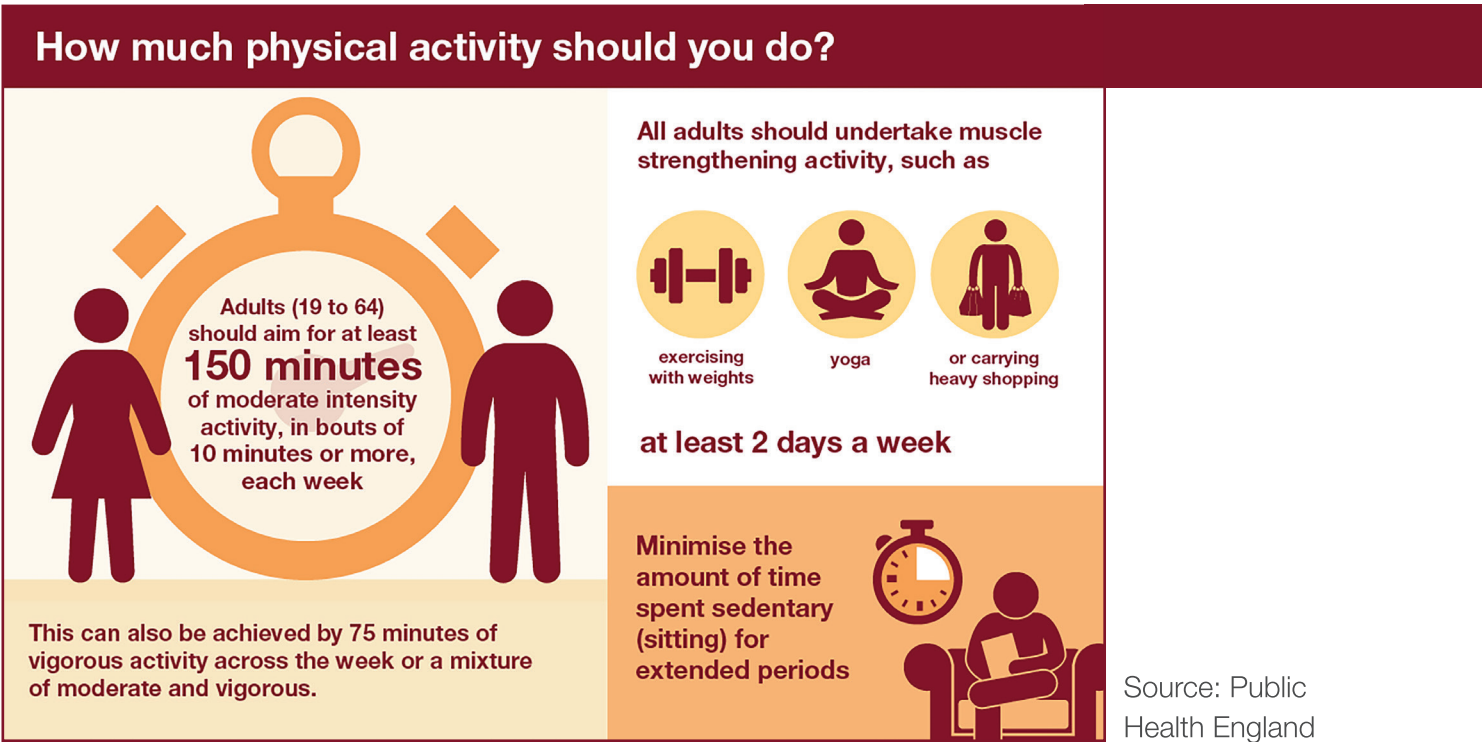 How much physical activity should you do?
Adults (19 to 64)
should aim for at least
150 minutes
of moderate intensity
activity, in bouts of
10 minutes or more,
each week
This can also be achieved by 75 minutes of
vigorous activity across the week or a mixture
of moderate and vigorous.
All adults should undertake muscle
strengthening activity, such as
exercising
with weights
yoga
or carrying
heavy shopping
at least 2 days a week
Minimise the
amount of time
spent sedentary
(sitting) for
extended periods
Source: Public
Health England